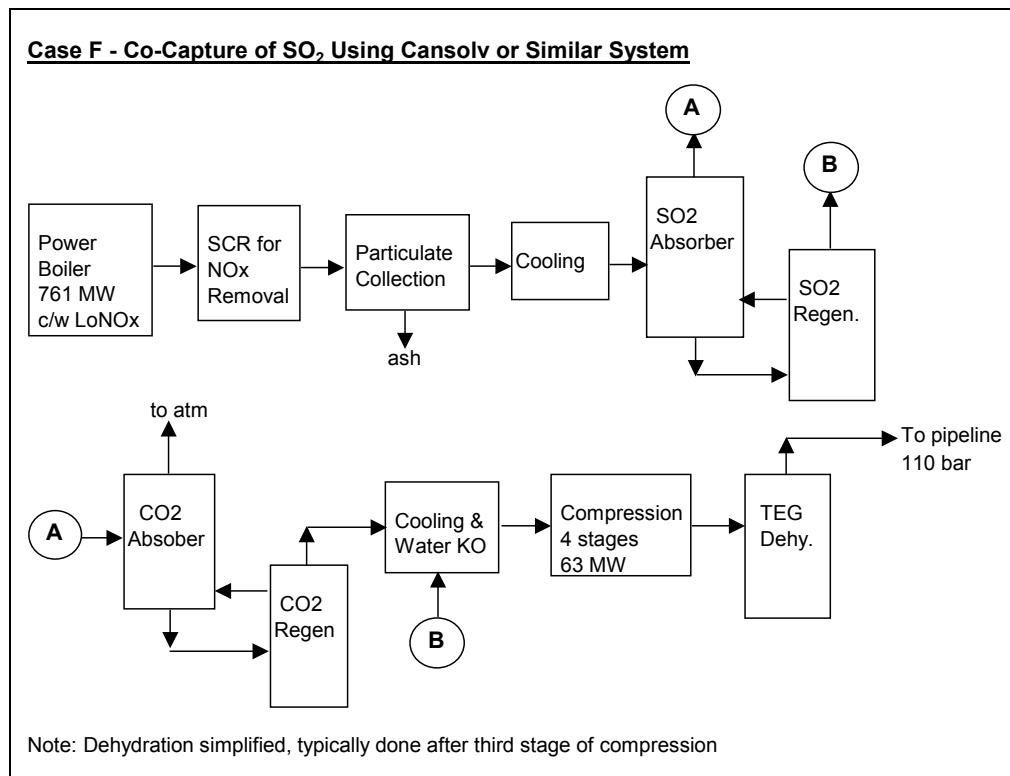 Case F - Co-Capture of SO₂ Using Cansolv or Similar System
A
B
Power
Boiler
761 MW
c/w LoNOx
SCR for
NOx
Removal
Particulate
Collection
ash
Cooling
SO2
Absorber
SO2
Regen.
to atm
A
CO2
Absober
CO2
Regen
Cooling &
Water KO
B
Compression
4 stages
63 MW
TEG
Dehy.
To pipeline
110 bar
Note: Dehydration simplified, typically done after third stage of compression